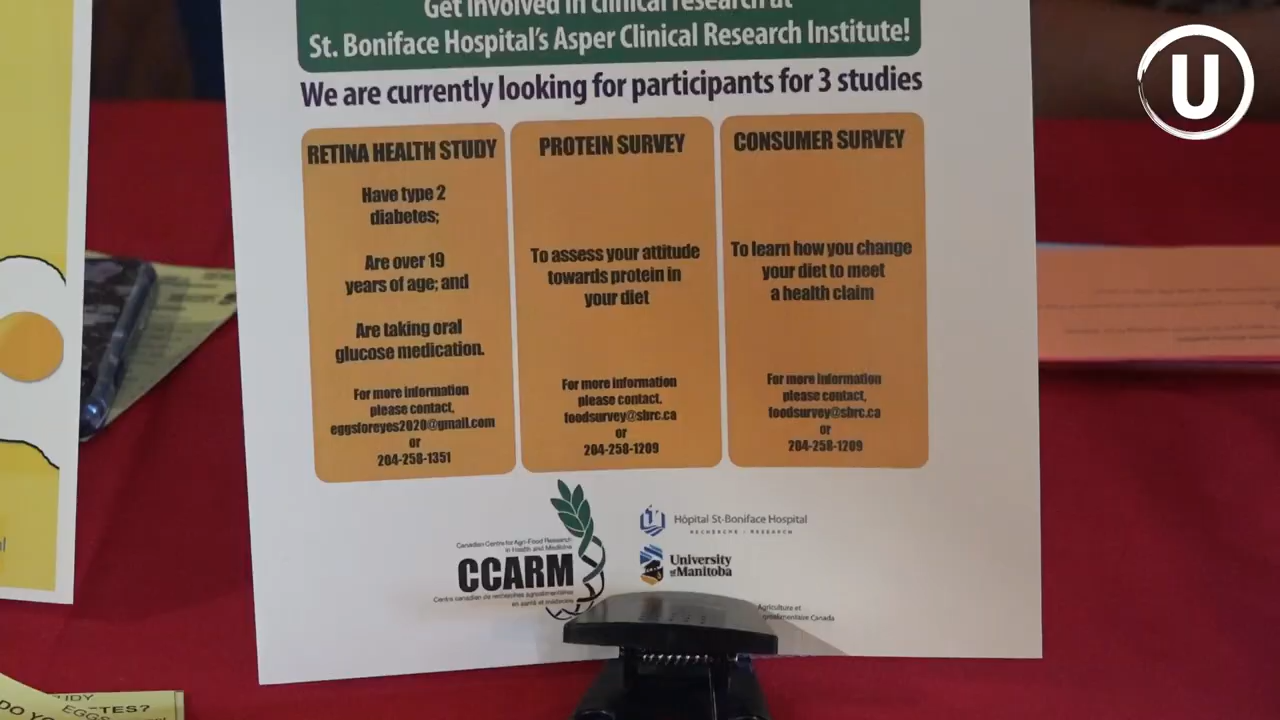 Get involved in clinical research at
St. Boniface Hospital's Asper Clinical Research Institute!
We are currently looking for participants for 3 studies
RETINA HEALTH STUDY
Have type 2
diabetes;
Are over 19
years of age; and
Are taking oral
glucose medication.
For more information
please contact,
eggsforeyes2020@gmail.com
or
204-258-1351
PROTEIN SURVEY
To assess your attitude
towards protein in
your diet
For more information
please contact,
foodsurvey@sbrc.ca
or
204-258-1209
CONSUMER SURVEY
To learn how you change
your diet to meet
a health claim
For more information
please contact,
foodsurvey@sbrc.ca
or
204-258-1209
Canadian Centre for Agri-Food Research
in Health and Medicine
CCARM
Centre canadien de recherches agroalimentaires
en santé et médecine
Hôpital St-Boniface Hospital
RECHERCHE · RESEARCH
University
of Manitoba
Agriculture et
Agroalimentaire Canada
U
DO
EGGS
TES?